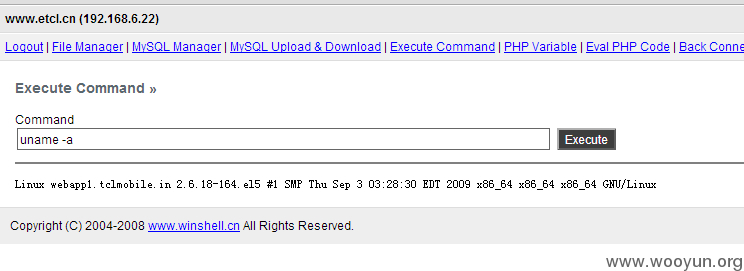 www.etcl.cn (192.168.6.22)
Logout | File Manager | MySQL Manager | MySQL Upload & Download | Execute Command | PHP Variable | Eval PHP Code | Back Conne
Execute Command »
Command
uname -a
Execute
Linux webapp1.tclmobile.in 2.6.18-164.el5 #1 SMP Thu Sep 3 03:28:30 EDT 2009 x86_64 x86_64 x86_64 GNU/Linux
Copyright (C) 2004-2008 www.winshell.cn All Rights Reserved.
www.wooyun.org